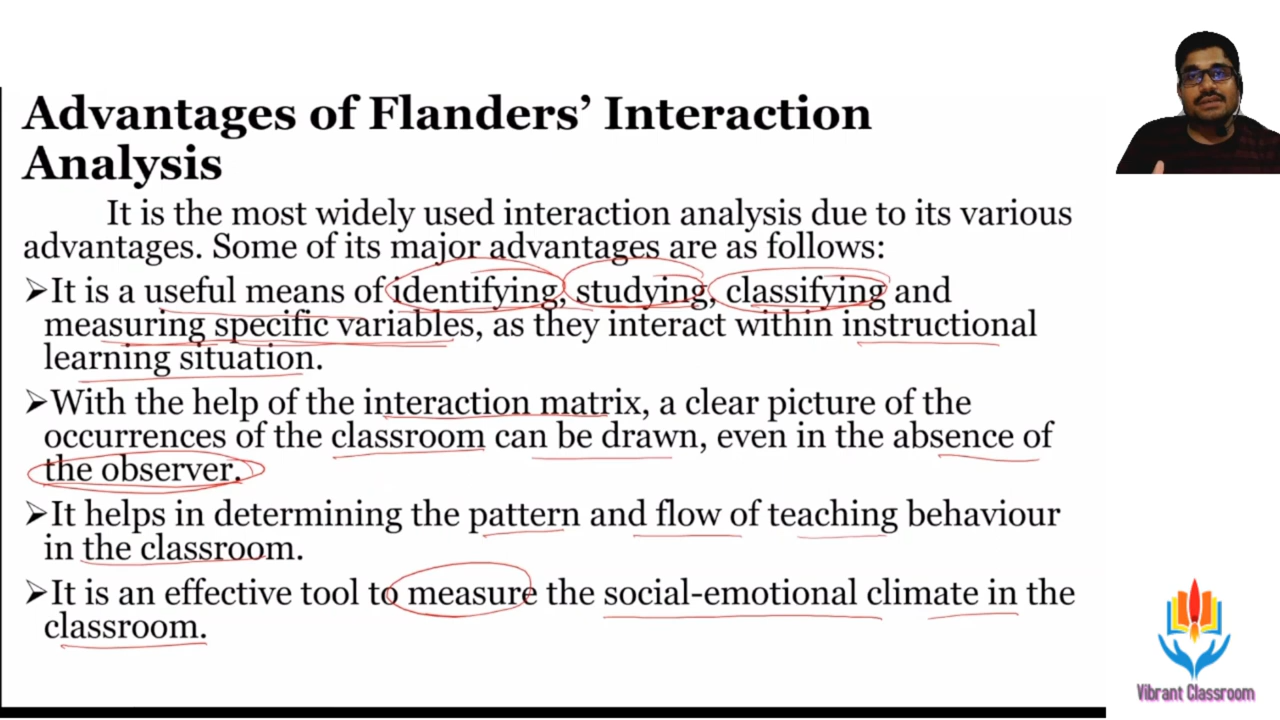 Advantages of Flanders’ Interaction
Analysis
It is the most widely used interaction analysis due to its various
advantages. Some of its major advantages are as follows:
➤It is a useful means of identifying, studying, classifying and
measuring specific variables, as they interact within instructional
learning situation.
➤With the help of the interaction matrix, a clear picture of the
occurrences of the classroom can be drawn, even in the absence of
the observer.
➤It helps in determining the pattern and flow of teaching behaviour
in the classroom.
➤It is an effective tool to measure the social-emotional climate in the
classroom.
Vibrant Classroom